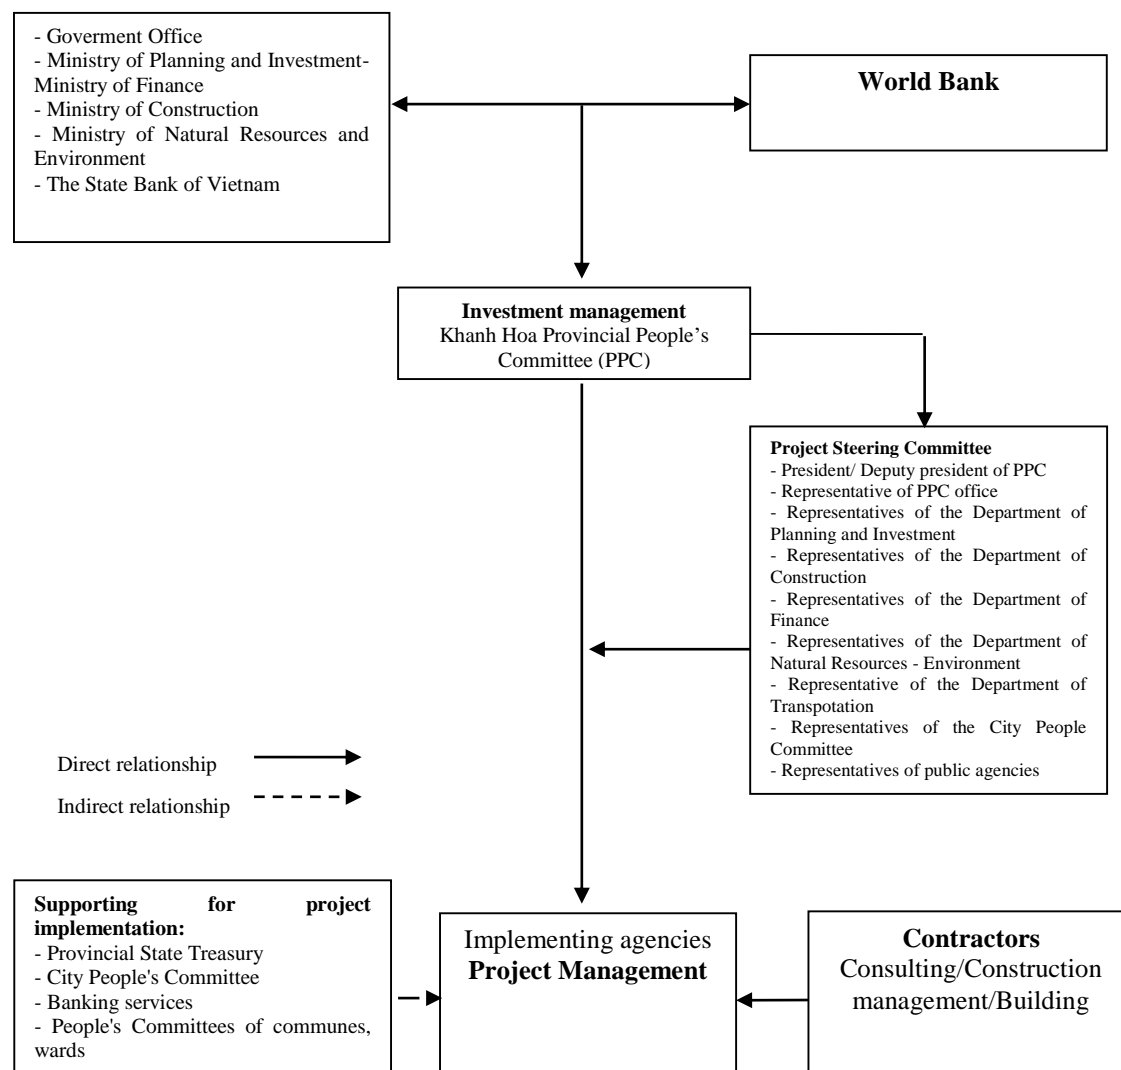 - Goverment Office
- Ministry of Planning and Investment-
Ministry of Finance
- Ministry of Construction
- Ministry of Natural Resources and
Environment
- The State Bank of Vietnam
World Bank
Investment management
Khanh Hoa Provincial People's
Committee (PPC)
Project Steering Committee
- President/ Deputy president of PPC
- Representative of PPC office
- Representatives of the Department of
Planning and Investment
- Representatives of the Department of
Construction
- Representatives of the Department of
Finance
- Representatives of the Department of
Natural Resources - Environment
- Representative of the Department of
Transpotation
- Representatives of the City People
Committee
- Representatives of public agencies
Direct relationship
Indirect relationship
Supporting for project
implementation:
- Provincial State Treasury
- City People's Committee
- Banking services
- People's Committees of communes,
wards
Implementing agencies
Project Management
Contractors
Consulting/Construction
management/Building